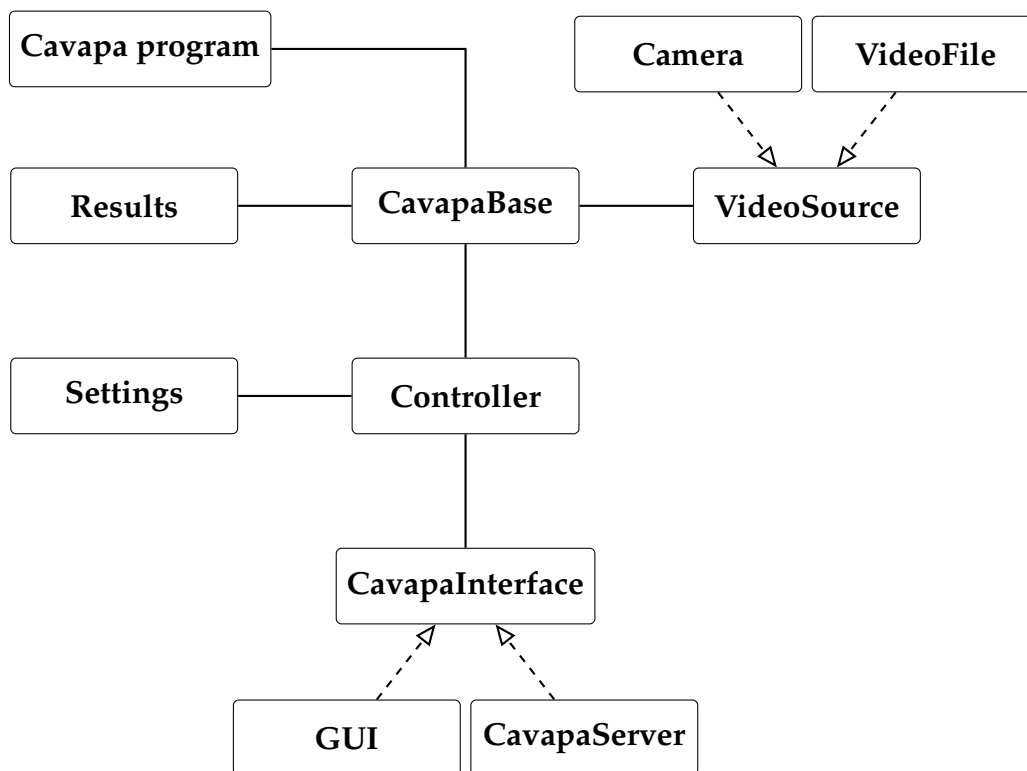 Cavapa program
Camera
VideoFile
Results
CavapaBase
VideoSource
Settings
Controller
CavapaInterface
GUI
CavapaServer